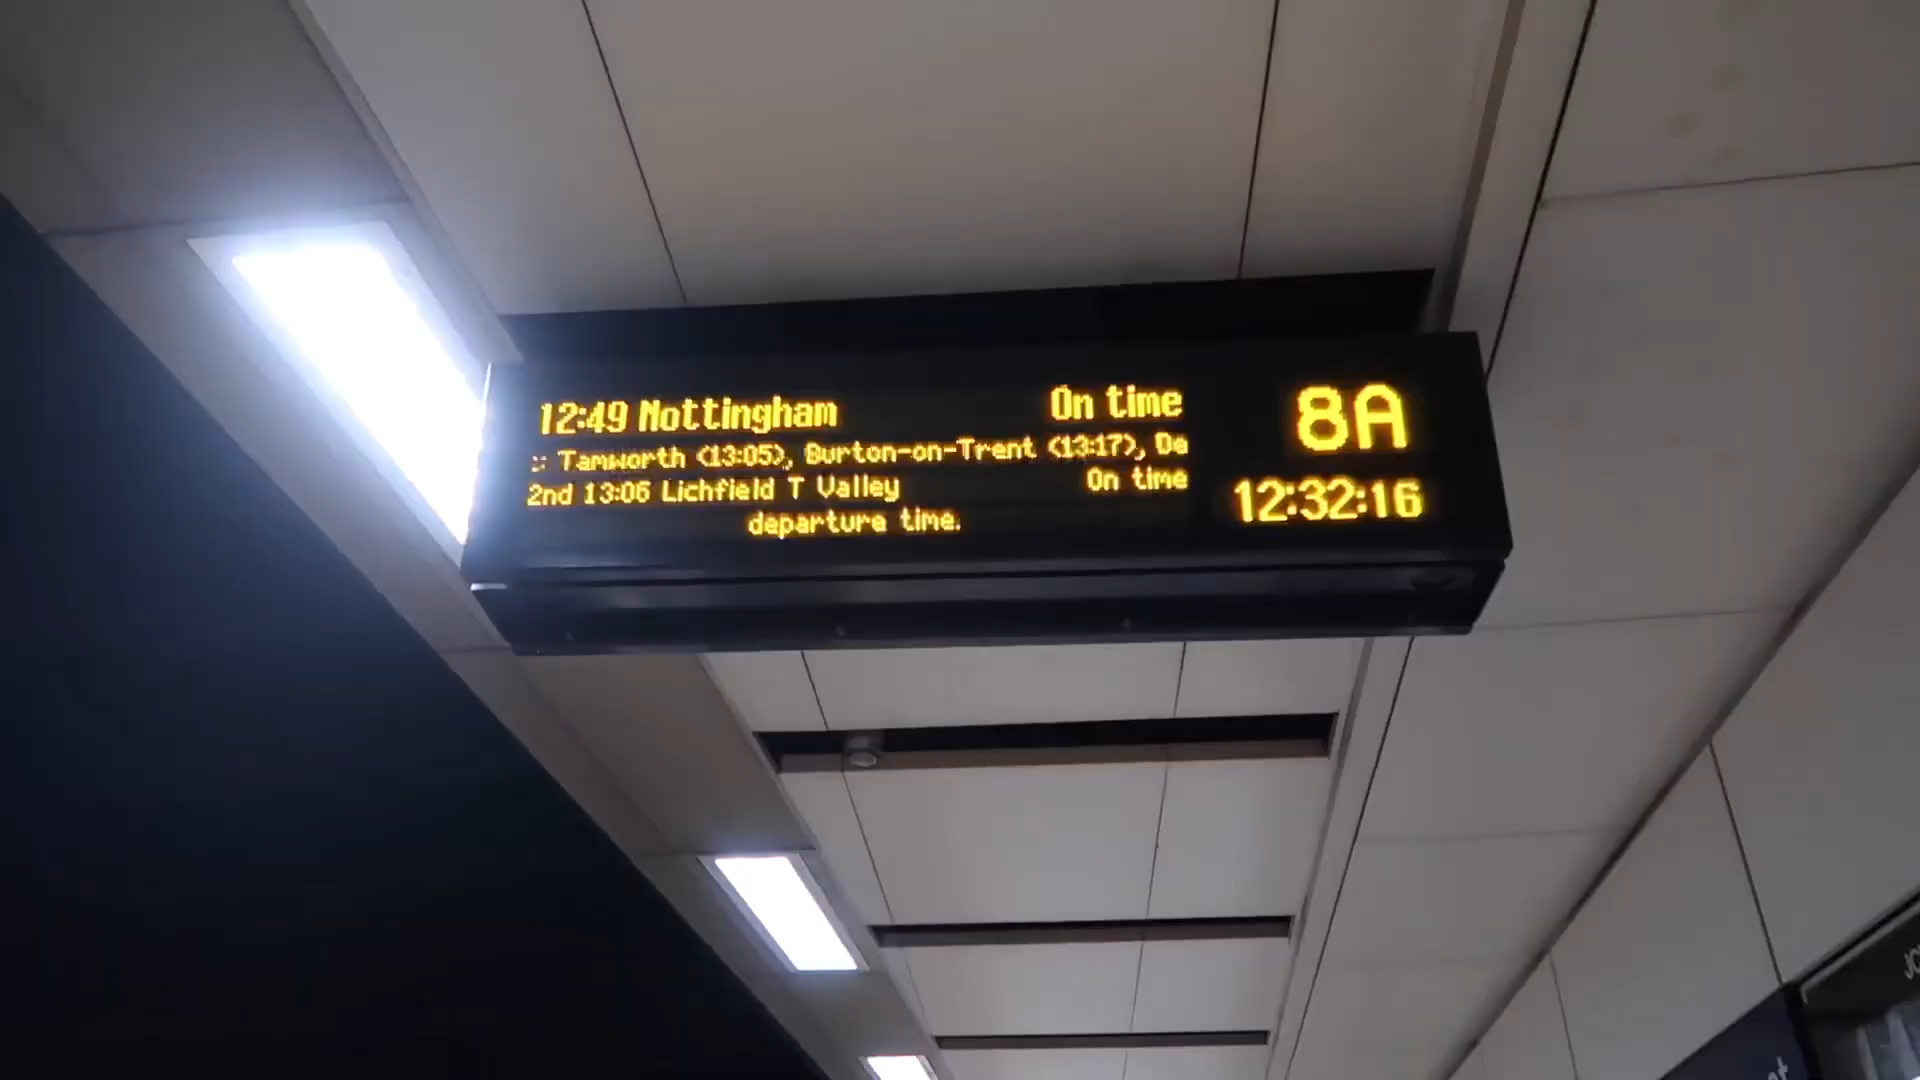 12:49 Nottingham On time 8A
: Tamworth (13:05), Burton-on-Trent (13:17), De
2nd 13:06 Lichfield T Valley On time
12:32:16
departure time.